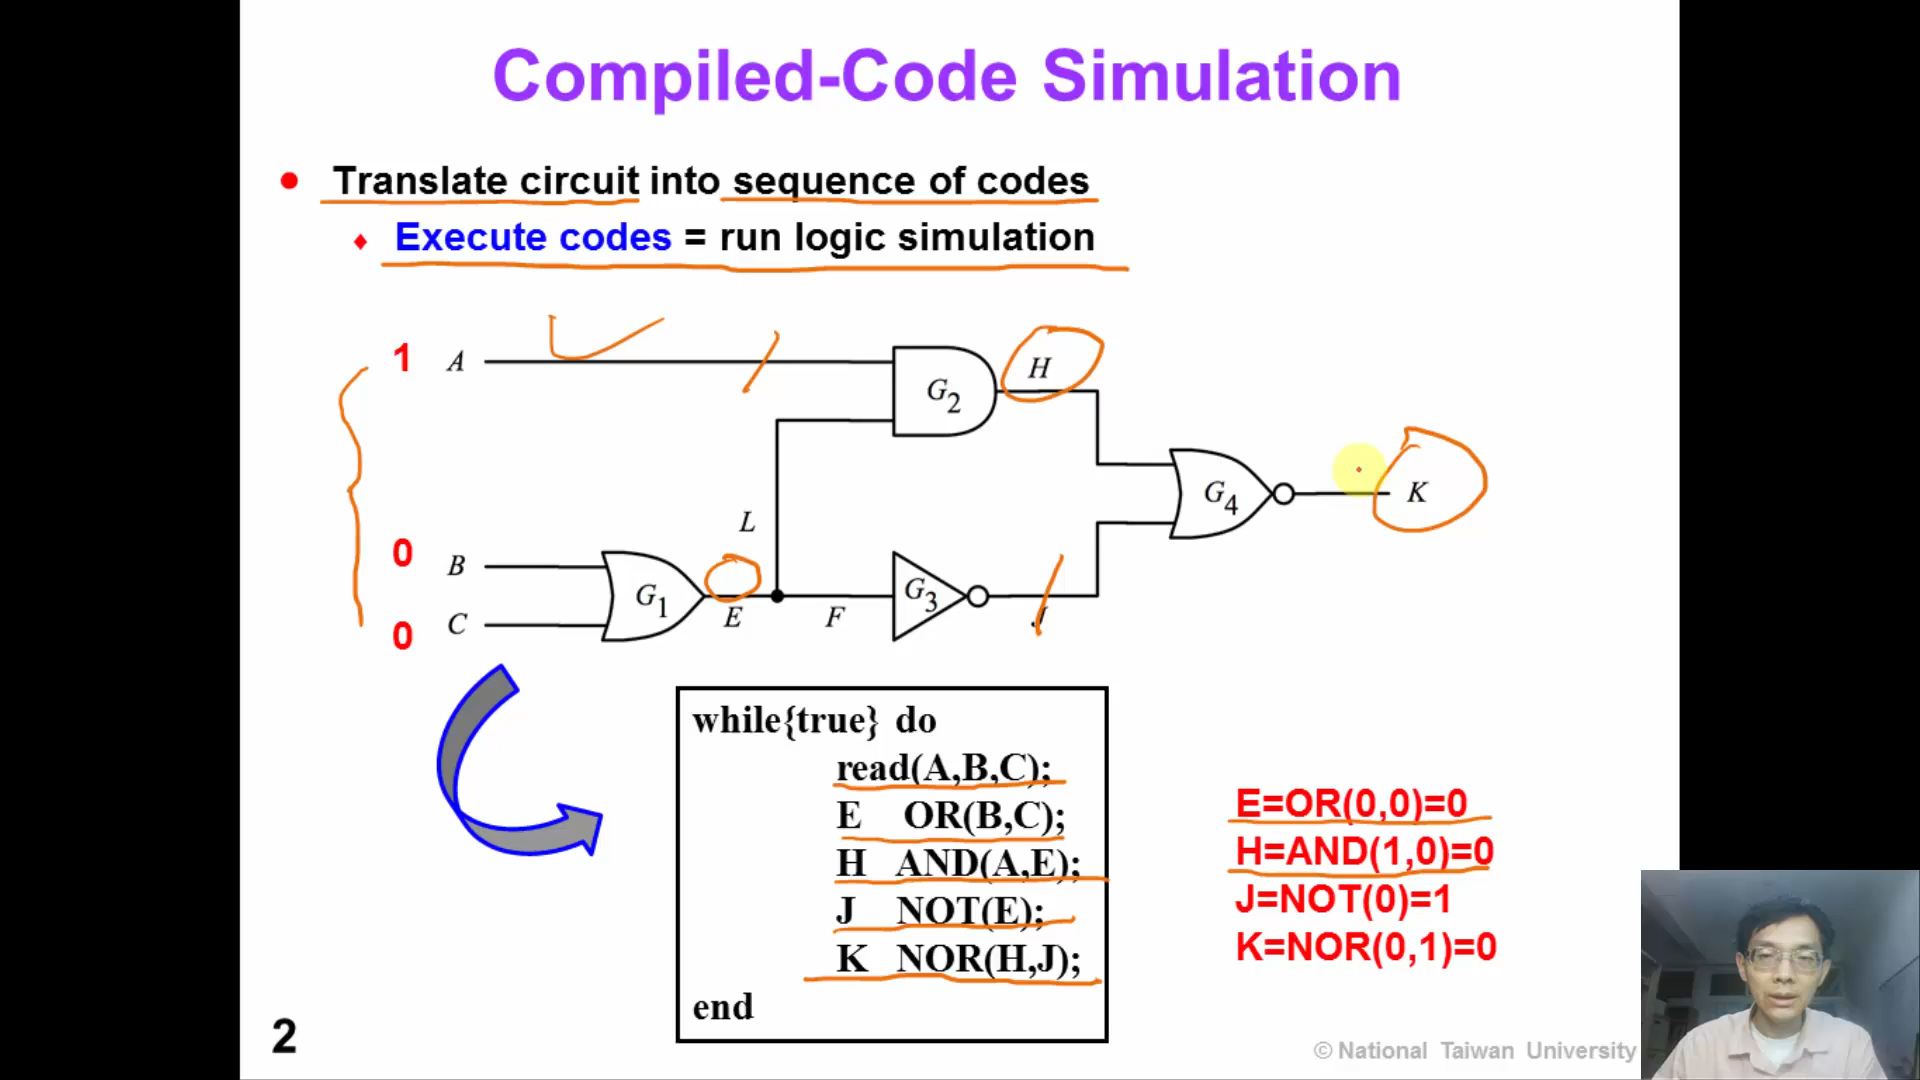 Compiled-Code Simulation
Translate circuit into sequence of codes
Execute codes = run logic simulation
1 A
G2
H
L
0 B
G1
E
F
G3
J
G4
K
0 C
while{true} do
read(A,B,C);
E OR(B,C);
H AND(A,E);
J NOT(E);
K NOR(H,J);
end
E=OR(0,0)=0
H=AND(1,0)=0
J=NOT(0)=1
K=NOR(0,1)=0
2
© National Taiwan University